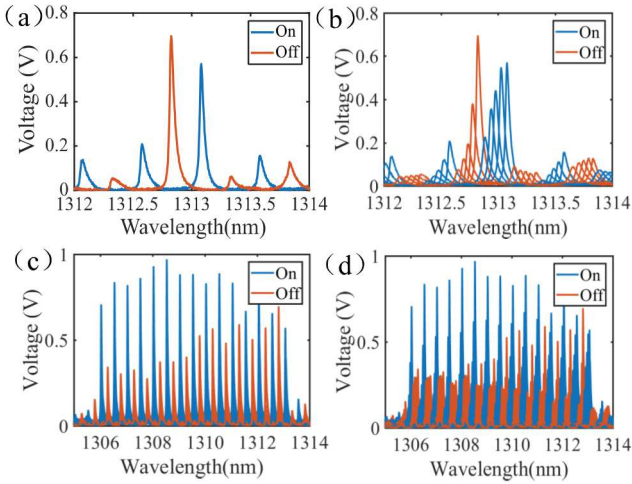 (a)
0.8
0.6
0.4
0.2
0
Voltage (V)
On
Off
1312
1312.5
1313
1313.5
1314
Wavelength(nm)
(b)
0.8
0.6
0.4
0.2
0
Voltage (V)
On
Off
1312
1312.5
1313
1313.5
1314
Wavelength(nm)
(c)
1
0.5
0
Voltage (V)
On
Off
1306
1308
1310
1312
1314
Wavelength(nm)
(d)
1
0.5
0
Voltage (V)
On
Off
1306
1308
1310
1312
1314
Wavelength(nm)